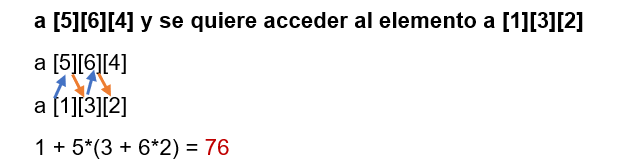 a [5][6][4] y se quiere acceder al elemento a [1][3][2]
a [5][6][4]
a [1][3][2]
1 + 5*(3 + 6*2) = 76